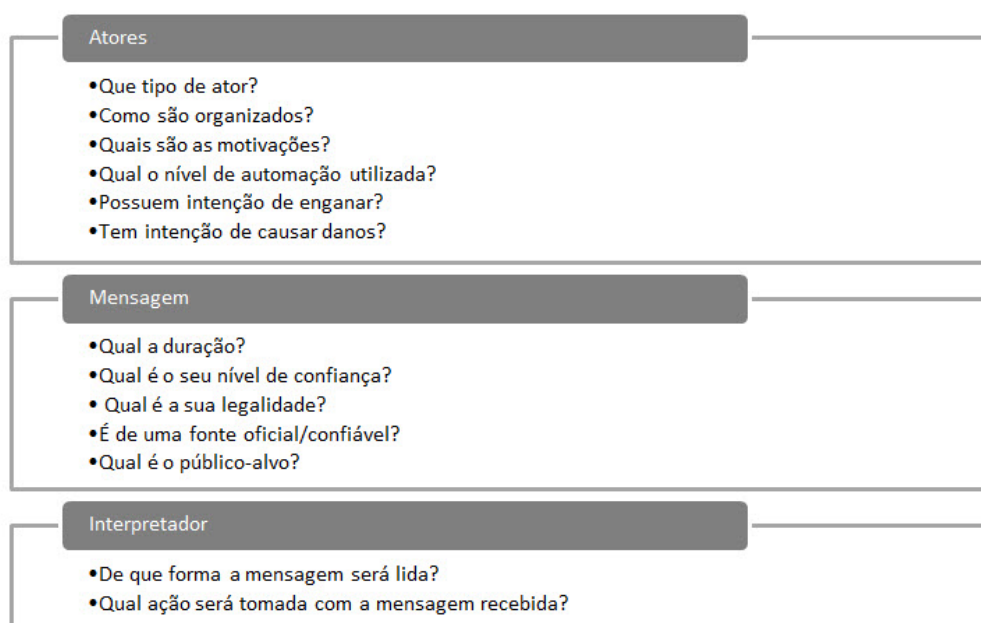 Atores
•Que tipo de ator?
•Como são organizados?
•Quais são as motivações?
•Qual o nível de automação utilizada?
•Possuem intenção de enganar?
•Tem intenção de causar danos?
Mensagem
•Qual a duração?
•Qual é o seu nível de confiança?
• Qual é a sua legalidade?
•É de uma fonte oficial/confiável?
•Qual é o público-alvo?
Interpretador
•De que forma a mensagem será lida?
•Qual ação será tomada com a mensagem recebida?